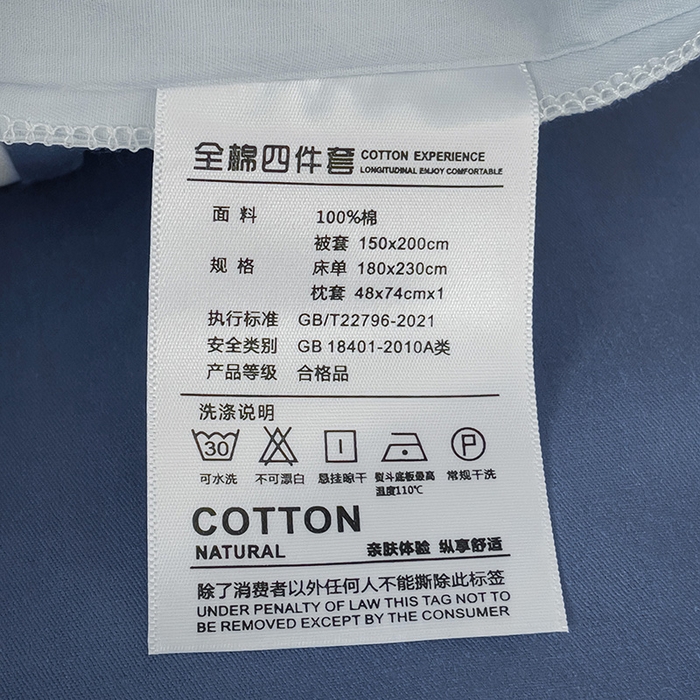 全棉四件套 COTTON EXPERIENCE
LONGITUDINAL ENJOY COMFORTABLE
面料 100%棉
被套 150x200cm
规格 床单 180x230cm
枕套 48x74cmx1
执行标准 GB/T22796-2021
安全类别 GB 18401-2010A类
产品等级 合格品
洗涤说明
30 P
可水洗 不可漂白 悬挂晾干 熨斗底板最高 常规干洗
温度110℃
COTTON
NATURAL 亲肤体验 纵享舒适
除了消费者以外任何人不能撕除此标签
UNDER PENALTY OF LAW THIS TAG NOT TO
BE REMOVED EXCEPT BY THE CONSUMER